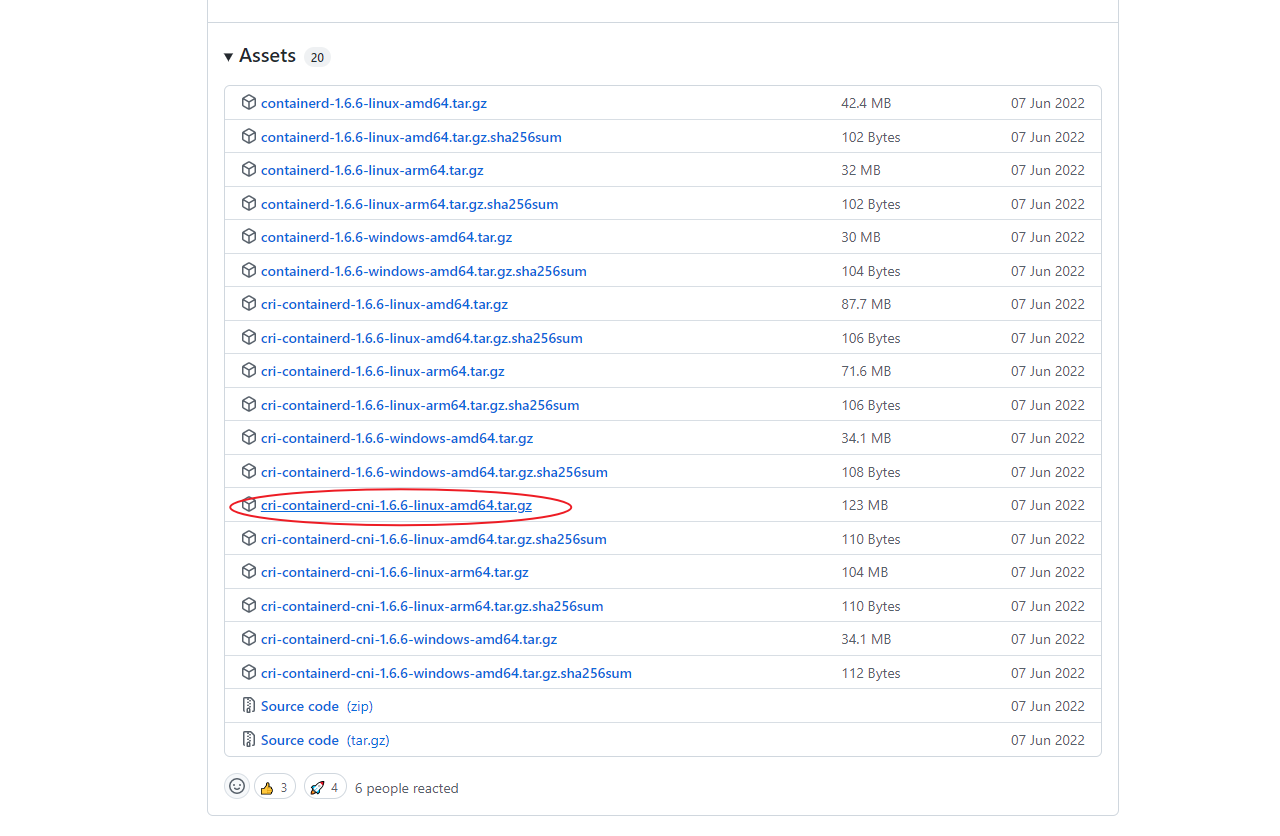 Assets 20
containerd-1.6.6-linux-amd64.tar.gz 42.4 MB 07 Jun 2022
containerd-1.6.6-linux-amd64.tar.gz.sha256sum 102 Bytes 07 Jun 2022
containerd-1.6.6-linux-arm64.tar.gz 32 MB 07 Jun 2022
containerd-1.6.6-linux-arm64.tar.gz.sha256sum 102 Bytes 07 Jun 2022
containerd-1.6.6-windows-amd64.tar.gz 30 MB 07 Jun 2022
containerd-1.6.6-windows-amd64.tar.gz.sha256sum 104 Bytes 07 Jun 2022
cri-containerd-1.6.6-linux-amd64.tar.gz 87.7 MB 07 Jun 2022
cri-containerd-1.6.6-linux-amd64.tar.gz.sha256sum 106 Bytes 07 Jun 2022
cri-containerd-1.6.6-linux-arm64.tar.gz 71.6 MB 07 Jun 2022
cri-containerd-1.6.6-linux-arm64.tar.gz.sha256sum 106 Bytes 07 Jun 2022
cri-containerd-1.6.6-windows-amd64.tar.gz 34.1 MB 07 Jun 2022
cri-containerd-1.6.6-windows-amd64.tar.gz.sha256sum 108 Bytes 07 Jun 2022
cri-containerd-cni-1.6.6-linux-amd64.tar.gz 123 MB 07 Jun 2022
cri-containerd-cni-1.6.6-linux-amd64.tar.gz.sha256sum 110 Bytes 07 Jun 2022
cri-containerd-cni-1.6.6-linux-arm64.tar.gz 104 MB 07 Jun 2022
cri-containerd-cni-1.6.6-linux-arm64.tar.gz.sha256sum 110 Bytes 07 Jun 2022
cri-containerd-cni-1.6.6-windows-amd64.tar.gz 34.1 MB 07 Jun 2022
cri-containerd-cni-1.6.6-windows-amd64.tar.gz.sha256sum 112 Bytes 07 Jun 2022
Source code (zip) 07 Jun 2022
Source code (tar.gz) 07 Jun 2022
3 4 6 people reacted